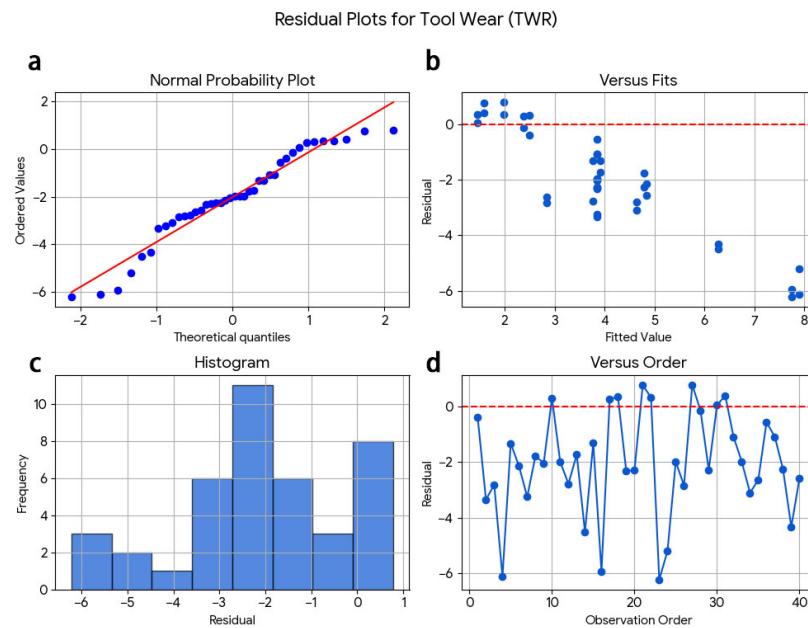 Residual Plots for Tool Wear (TWR)
a
Normal Probability Plot
Ordered Values
2
0
−2
−4
−6
−2
−1
0
1
2
Theoretical quantiles
b
Versus Fits
Residual
0
−2
−4
−6
2
3
4
5
6
7
8
Fitted Value
c
Histogram
Frequency
10
8
6
4
2
0
−6
−5
−4
−3
−2
−1
0
1
Residual
d
Versus Order
Residual
0
−2
−4
−6
0
10
20
30
40
Observation Order